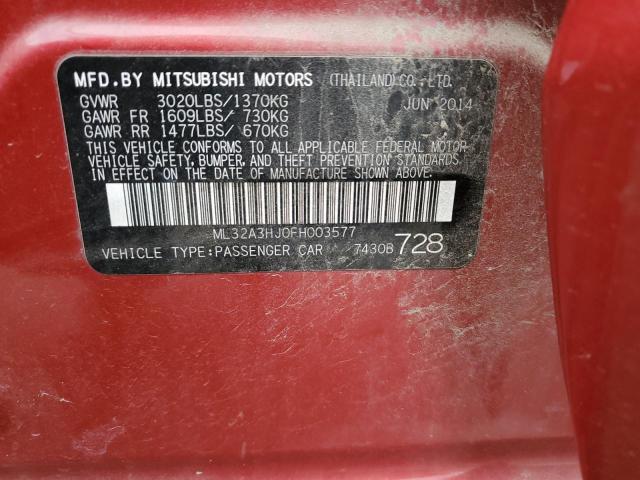 MFD. BY MITSUBISHI MOTORS (THAILAND) CO., LTD.
GVWR 3020LBS/1370KG JUN 2014
GAWR FR 1609LBS/ 730KG
GAWR RR 1477LBS/ 670KG
THIS VEHICLE CONFORMS TO ALL APPLICABLE FEDERAL MOTOR
VEHICLE SAFETY, BUMPER, AND THEFT PREVENTION STANDARDS
IN EFFECT ON THE DATE OF MANUFACTURE SHOWN ABOVE.
ML32A3HJ0FH003577
VEHICLE TYPE:PASSENGER CAR 7430B 728